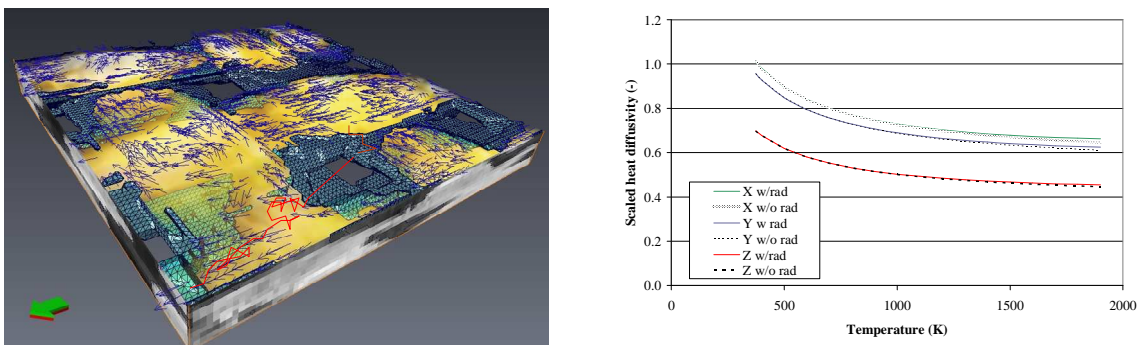 1.2
1.0
0.8
0.6
0.4
0.2
0.0
Scaled heat diffusivity (-)
X w/rad
X w/o rad
Y w rad
Y w/o rad
Z w/rad
Z w/o rad
0 500 1000 1500 2000
Temperature (K)